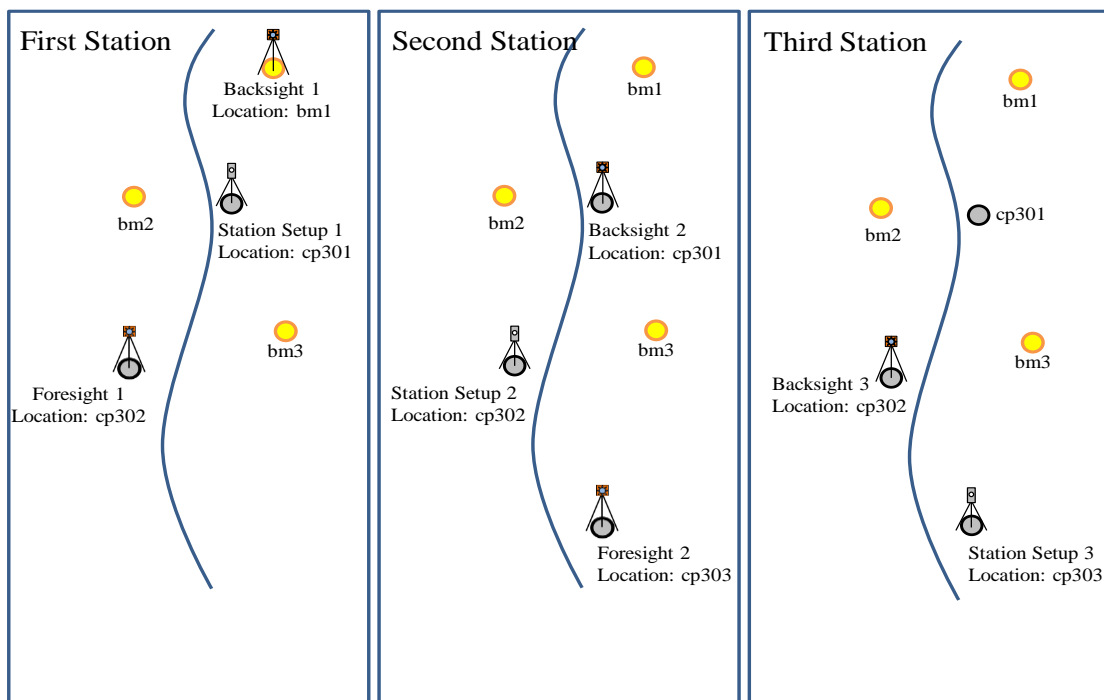 First Station
Backsight 1
Location: bm1
bm2
Station Setup 1
Location: cp301
bm3
Foresight 1
Location: cp302
Second Station
bm1
bm2
Backsight 2
Location: cp301
bm3
Station Setup 2
Location: cp302
Foresight 2
Location: cp303
Third Station
bm1
bm2
cp301
bm3
Backsight 3
Location: cp302
Station Setup 3
Location: cp303